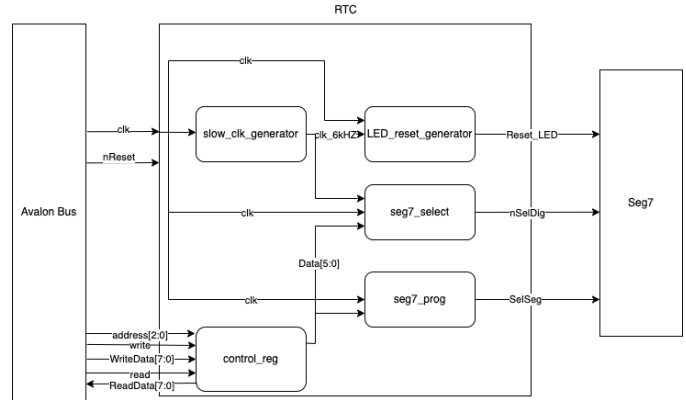 RTC
clk
slow_clk_generator
clk_6kHZ
LED_reset_generator
Reset_LED
clk
nReset
Avalon Bus
clk
seg7_select
nSelDig
Seg7
Data[5:0]
clk
seg7_prog
SelSeg
address[2:0]
write
WriteData[7:0]
read
ReadData[7:0]
control_reg